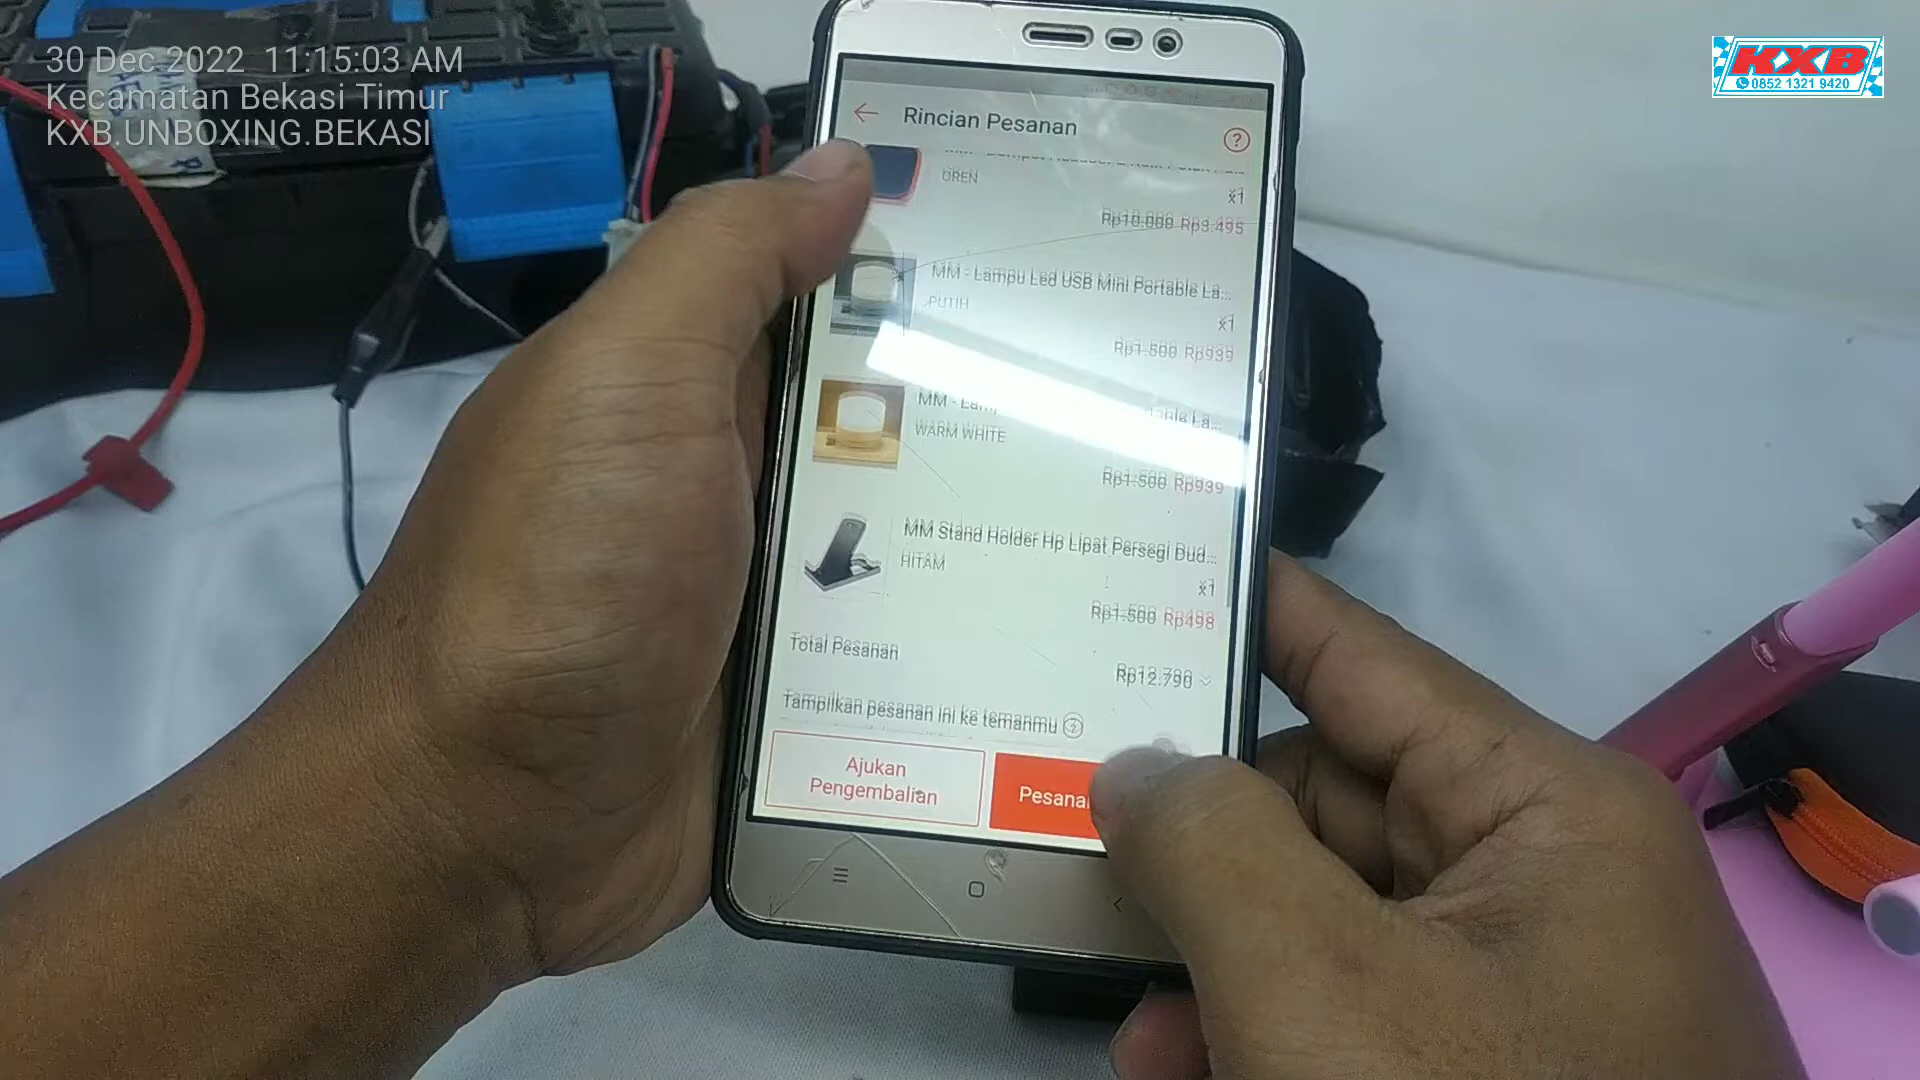 30 Dec 2022 11:15:03 AM
Kecamatan Bekasi Timur
KXB.UNBOXING.BEKASI
KXB
0852 1321 9420
Rincian Pesanan
?
OREN
x1
Rp10.000 Rp3.495
MM - Lampu Led USB Mini Portable La...
PUTIH
x1
Rp1.500 Rp939
MM - Lam
rtable La...
WARM WHITE
Rp1.500 Rp939
MM Stand Holder Hp Lipat Persegi Dud...
HITAM
x1
Rp1.500 Rp498
Total Pesanan
Rp12.790
Tampilkan pesanan ini ke temanmu
Ajukan
Pengembalian
Pesanan